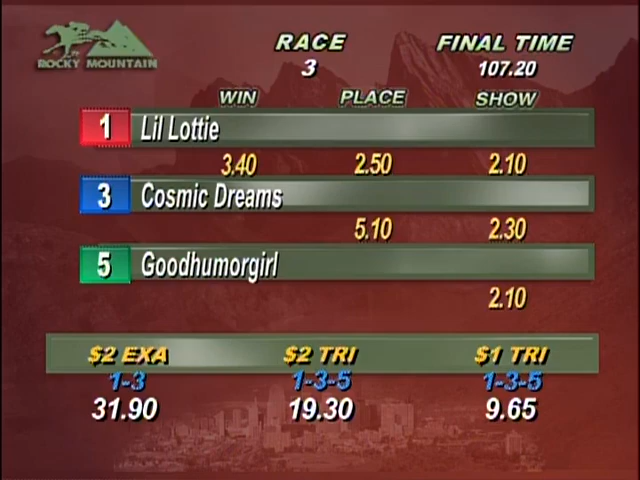 ROCKY MOUNTAIN
RACE
3
FINAL TIME
107.20
WIN PLACE SHOW
1 Lil Lottie
3.40 2.50 2.10
3 Cosmic Dreams
5.10 2.30
5 Goodhumorgirl
2.10
$2 EXA $2 TRI $1 TRI
1-3 1-3-5 1-3-5
31.90 19.30 9.65